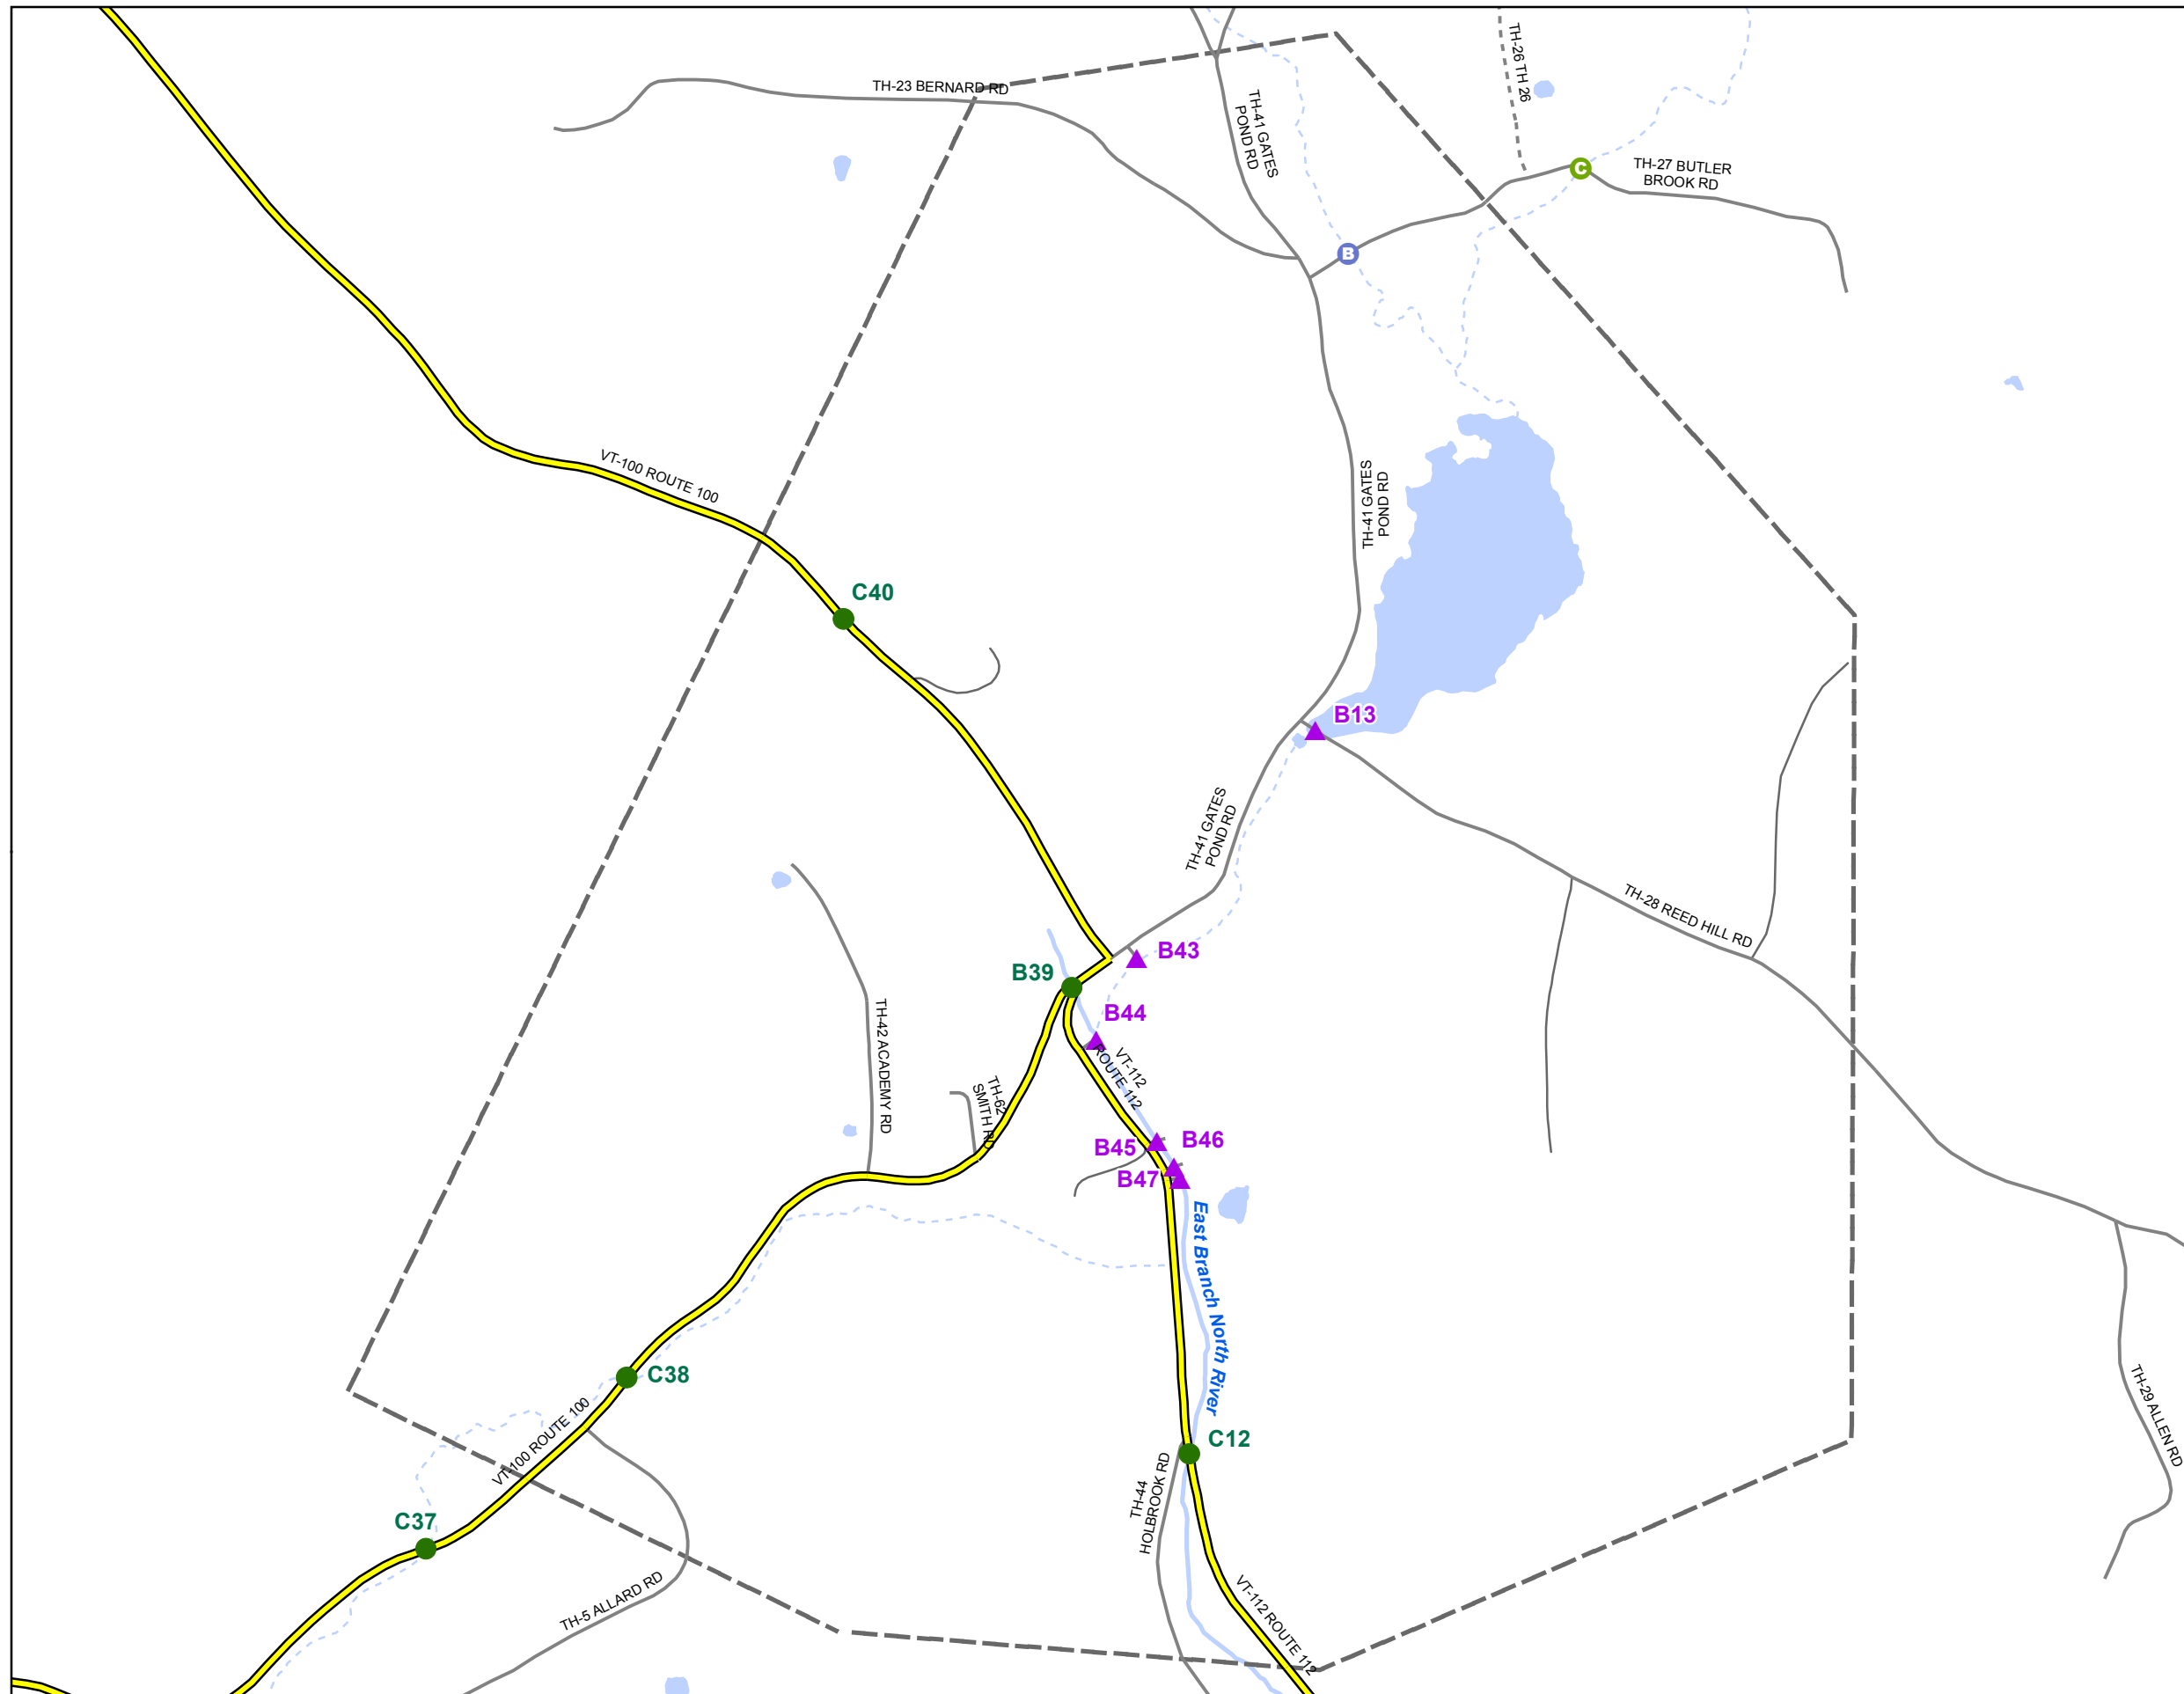 TH-26 TH 26
TH-23 BERNARD RD
TH-41 GATES
POND RD
C
TH-27 BUTLER
BROOK RD
B
VT-100 ROUTE 100
TH-41 GATES
POND RD
C40
B13
TH-41 GATES
POND RD
TH-28 REED HILL RD
B43
B39
B44
TH-42 ACADEMY RD
VT-112
ROUTE 112
TH-62
SMITH RD
B46
B45
B47
East Branch North River
C38
VT-100 ROUTE 100
C12
TH-29 ALLEN RD
TH-44
HOLBROOK RD
C37
TH-5 ALLARD RD
VT-112 ROUTE 112